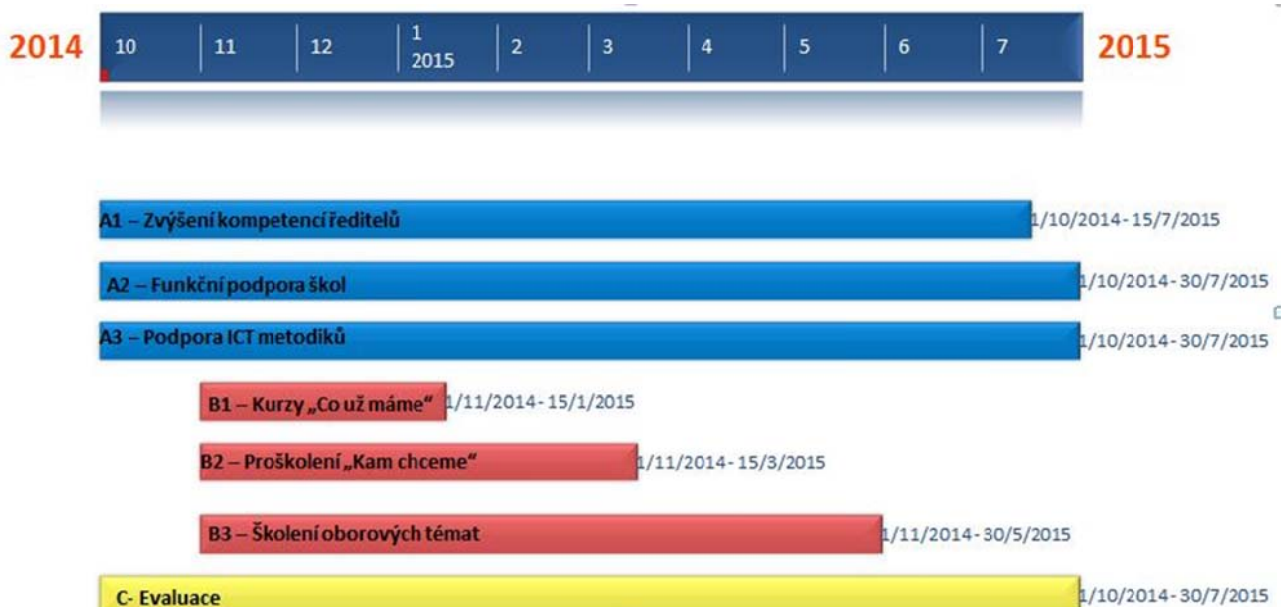 2014
10
11
12
1
2015
2
3
4
5
6
7
2015
A1 – Zvýšení kompetencí ředitelů
1/10/2014- 15/7/2015
A2 – Funkční podpora škol
1/10/2014- 30/7/2015
A3 – Podpora ICT metodiků
1/10/2014- 30/7/2015
B1 – Kurzy „Co už máme“
1/11/2014- 15/1/2015
B2 – Proškolení „Kam chceme“
1/11/2014- 15/3/2015
B3 – Školení oborových témat
1/11/2014- 30/5/2015
C- Evaluace
1/10/2014- 30/7/2015